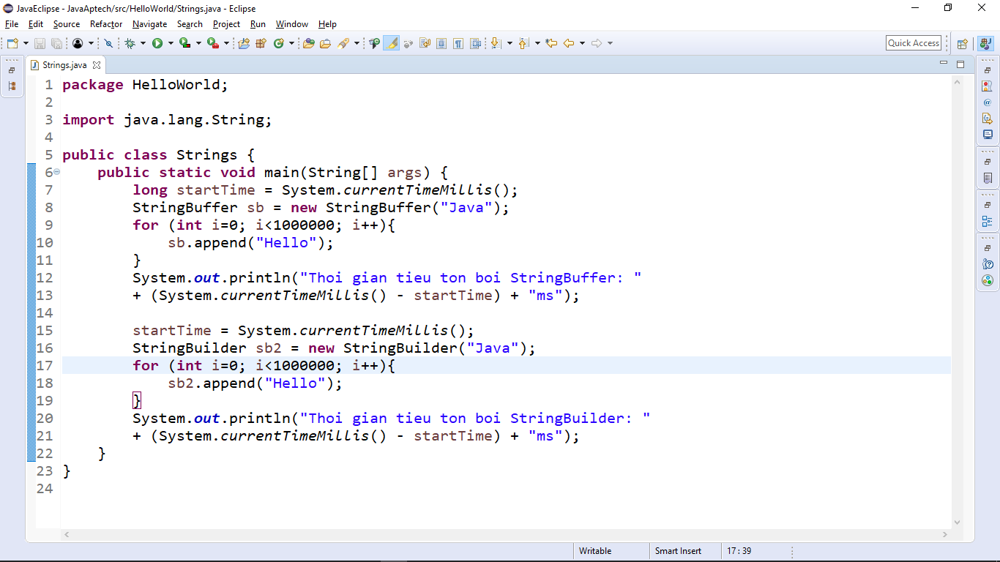 JavaEclipse - JavaAptech/src/HelloWorld/Strings.java - Eclipse
File Edit Source Refactor Navigate Search Project Run Window Help
Quick Access
Strings.java
1 package HelloWorld;
2
3 import java.lang.String;
4
5 public class Strings {
6 public static void main(String[] args) {
7 long startTime = System.currentTimeMillis();
8 StringBuffer sb = new StringBuffer("Java");
9 for (int i=0; i<1000000; i++){
10 sb.append("Hello");
11 }
12 System.out.println("Thoi gian tieu ton boi StringBuffer: "
13 + (System.currentTimeMillis() - startTime) + "ms");
14
15 startTime = System.currentTimeMillis();
16 StringBuilder sb2 = new StringBuilder("Java");
17 for (int i=0; i<1000000; i++){
18 sb2.append("Hello");
19 }
20 System.out.println("Thoi gian tieu ton boi StringBuilder: "
21 + (System.currentTimeMillis() - startTime) + "ms");
22 }
23 }
24
Writable Smart Insert 17 : 39